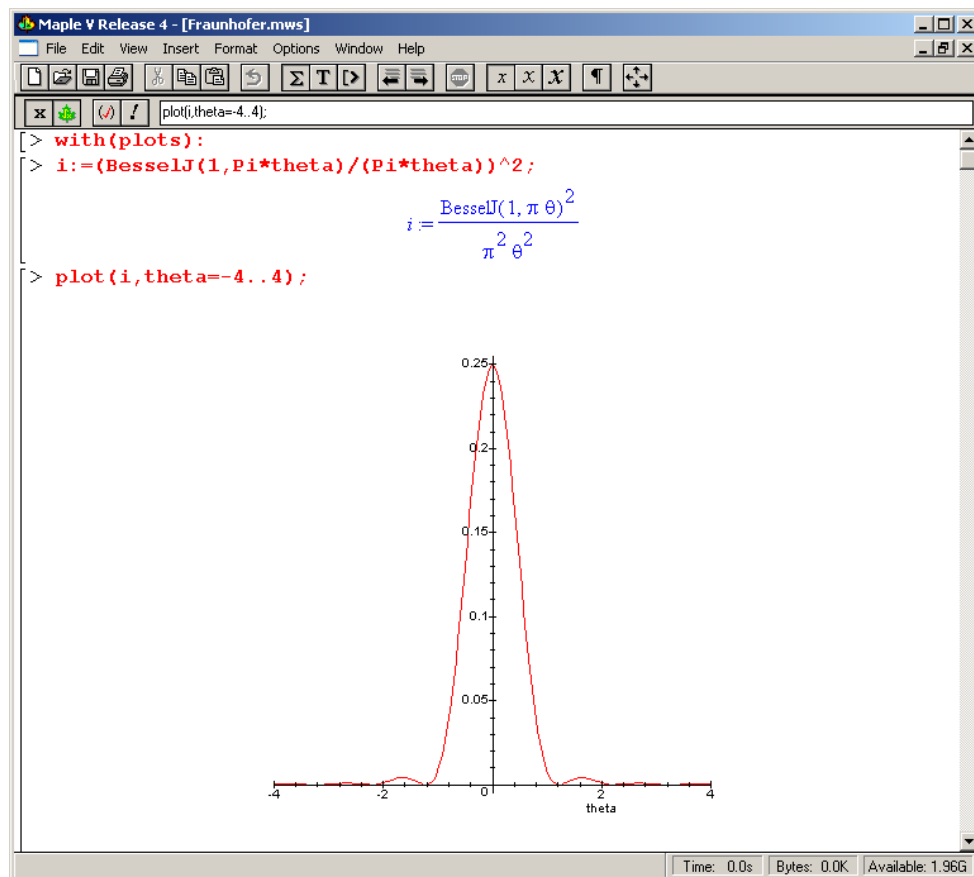 Maple V Release 4 - [Fraunhofer.mws]
File Edit View Insert Format Options Window Help
Σ T [> STOP x x x ¶
x (√) ! plot(i,theta=-4..4);
[> with(plots):
[> i:=(BesselJ(1,Pi*theta)/(Pi*theta))^2;
i := BesselJ(1, π θ)^2
π^2 θ^2
[> plot(i,theta=-4..4);
0.25
0.2
0.15
0.1
0.05
-4 -2 0 2 4
theta
Time: 0.0s Bytes: 0.0K Available: 1.96G